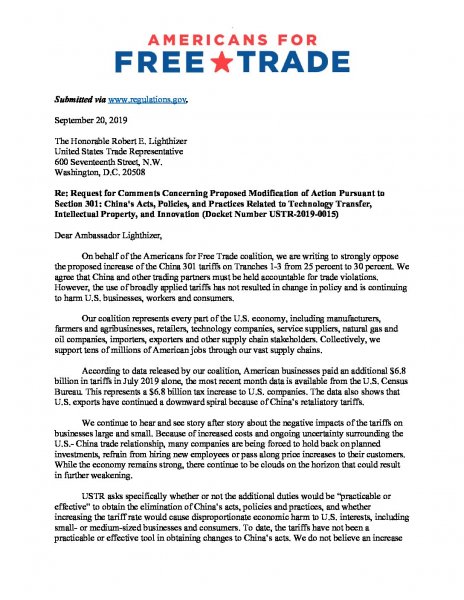 AMERICANS FOR
FREE TRADE
Submitted via www.regulations.gov.
September 20, 2019
The Honorable Robert E. Lighthizer
United States Trade Representative
600 Seventeenth Street, N.W.
Washington, D.C. 20508
Re: Request for Comments Concerning Proposed Modification of Action Pursuant to
Section 301: China's Acts, Policies, and Practices Related to Technology Transfer,
Intellectual Property, and Innovation (Docket Number USTR-2019-0015)
Dear Ambassador Lighthizer,
On behalf of the Americans for Free Trade coalition, we are writing to strongly oppose
the proposed increase of the China 301 tariffs on Tranches 1-3 from 25 percent to 30 percent. We
agree that China and other trading partners must be held accountable for trade violations.
However, the use of broadly applied tariffs has not resulted in change in policy and is continuing
to harm U.S. businesses, workers and consumers.
Our coalition represents every part of the U.S. economy, including manufacturers,
farmers and agribusinesses, retailers, technology companies, service suppliers, natural gas and
oil companies, importers, exporters and other supply chain stakeholders. Collectively, we
support tens of millions of American jobs through our vast supply chains.
According to data released by our coalition, American businesses paid an additional $6.8
billion in tariffs in July 2019 alone, the most recent month data is available from the U.S. Census
Bureau. This represents a $6.8 billion tax increase to U.S. companies. The data also shows that
U.S. exports have continued a downward spiral because of China's retaliatory tariffs.
We continue to hear and see story after story about the negative impacts of the tariffs on
businesses large and small. Because of increased costs and ongoing uncertainty surrounding the
U.S.- China trade relationship, many companies are being forced to hold back on planned
investments, refrain from hiring new employees or pass along price increases to their customers.
While the economy remains strong, there continue to be clouds on the horizon that could result
in further weakening.
USTR asks specifically whether or not the additional duties would be "practicable or
effective" to obtain the elimination of China's acts, policies and practices, and whether
increasing the tariff rate would cause disproportionate economic harm to U.S. interests, including
small- or medium-sized businesses and consumers. To date, the tariffs have not been a
practicable or effective tool in obtaining changes to China's acts. We do not believe an increase